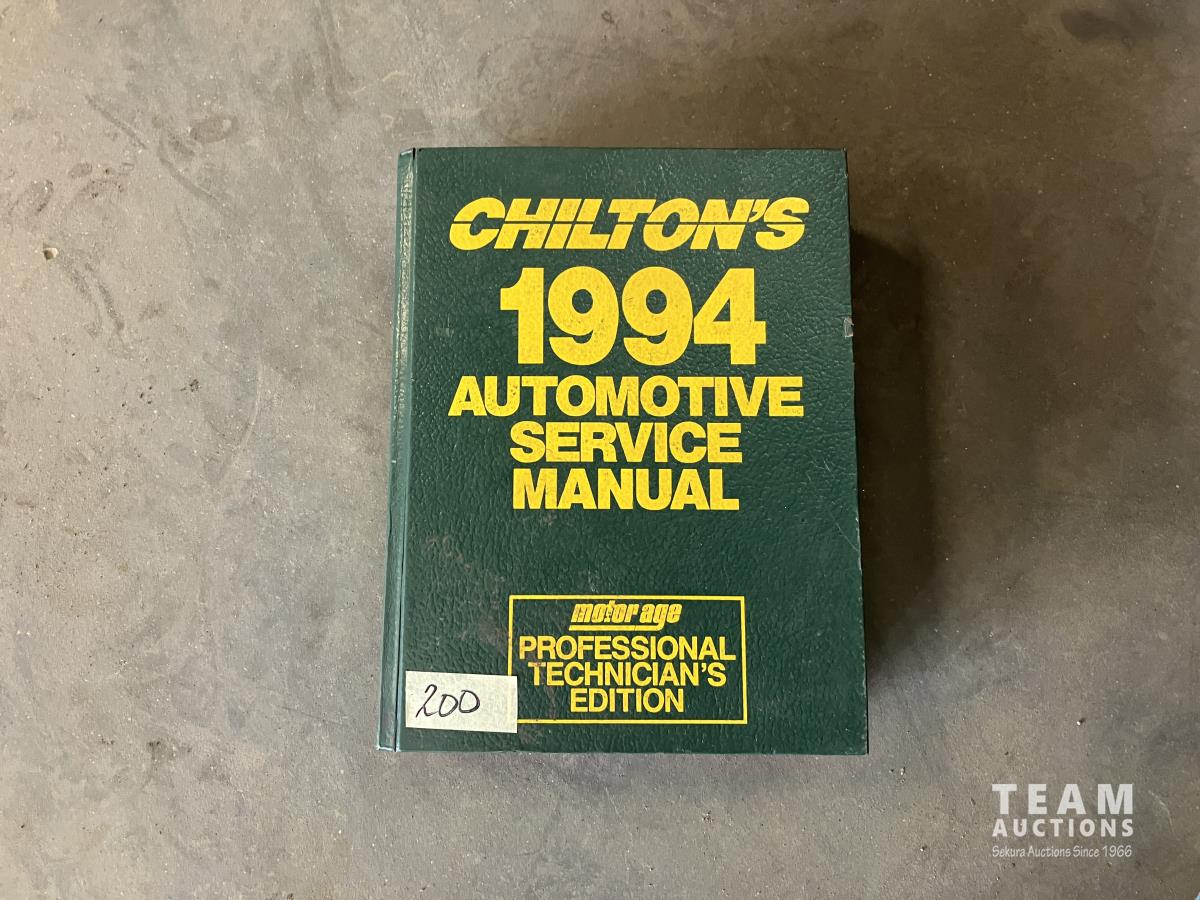 CHILTON'S
1994
AUTOMOTIVE
SERVICE
MANUAL
motor age
PROFESSIONAL
TECHNICIAN'S
EDITION
200
TEAM
AUCTIONS
Sekura Auctions Since 1966